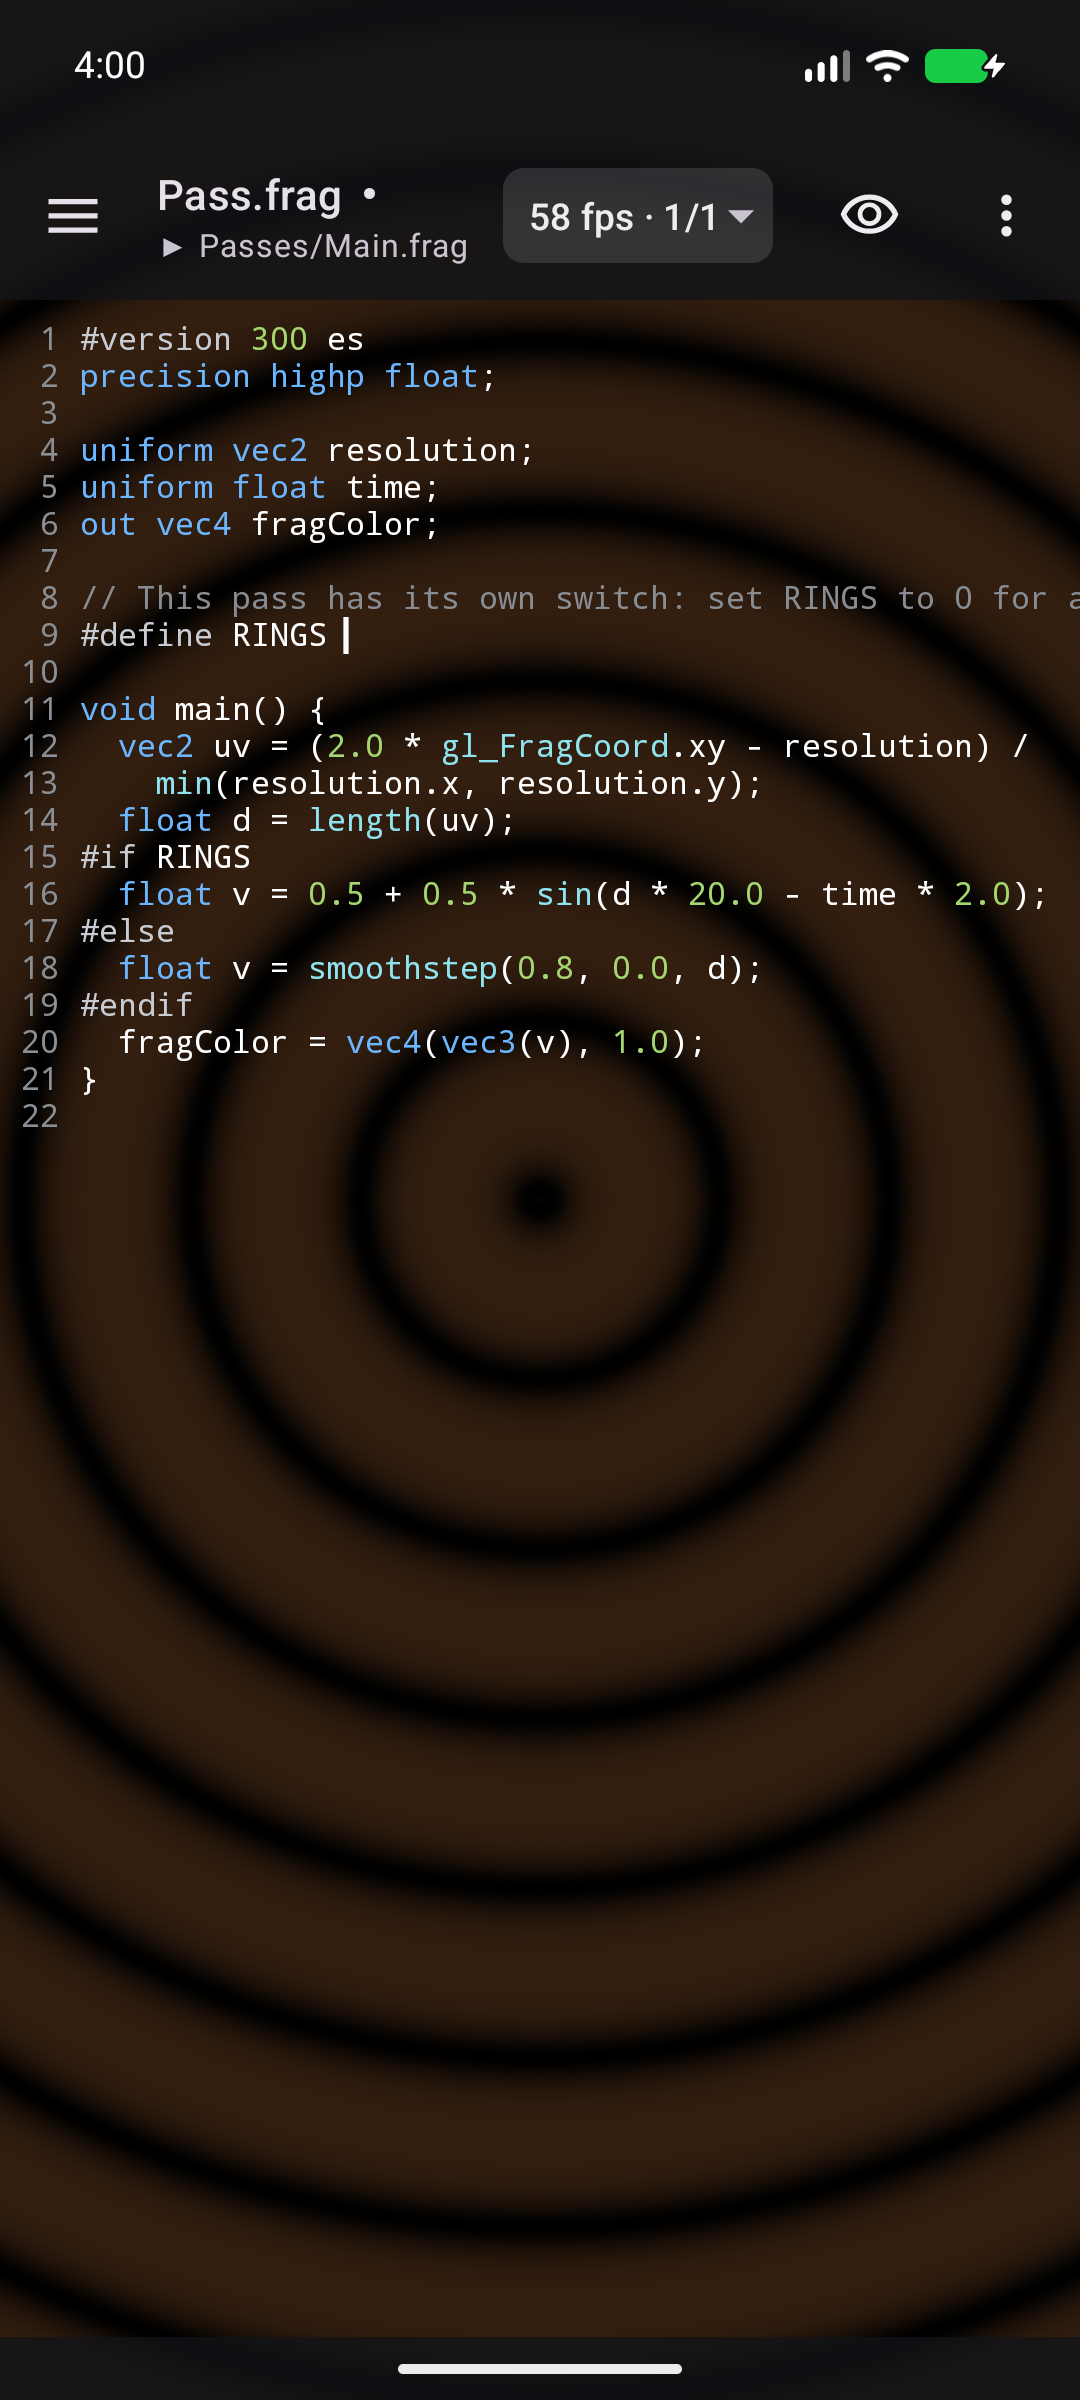 4:00
Pass.frag •
► Passes/Main.frag
58 fps · 1/1
1 #version 300 es
2 precision highp float;
3
4 uniform vec2 resolution;
5 uniform float time;
6 out vec4 fragColor;
7
8 // This pass has its own switch: set RINGS to 0 for a
9 #define RINGS
10
11 void main() {
12   vec2 uv = (2.0 * gl_FragCoord.xy - resolution) /
13     min(resolution.x, resolution.y);
14   float d = length(uv);
15 #if RINGS
16   float v = 0.5 + 0.5 * sin(d * 20.0 - time * 2.0);
17 #else
18   float v = smoothstep(0.8, 0.0, d);
19 #endif
20   fragColor = vec4(vec3(v), 1.0);
21 }
22